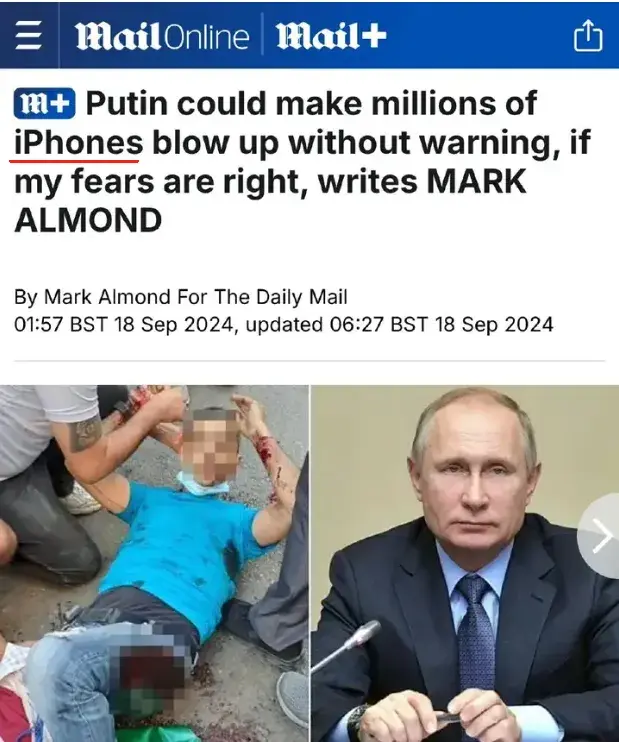 Mail Online Mail+
M+ Putin could make millions of
iPhones blow up without warning, if
my fears are right, writes MARK
ALMOND
By Mark Almond For The Daily Mail
01:57 BST 18 Sep 2024, updated 06:27 BST 18 Sep 2024